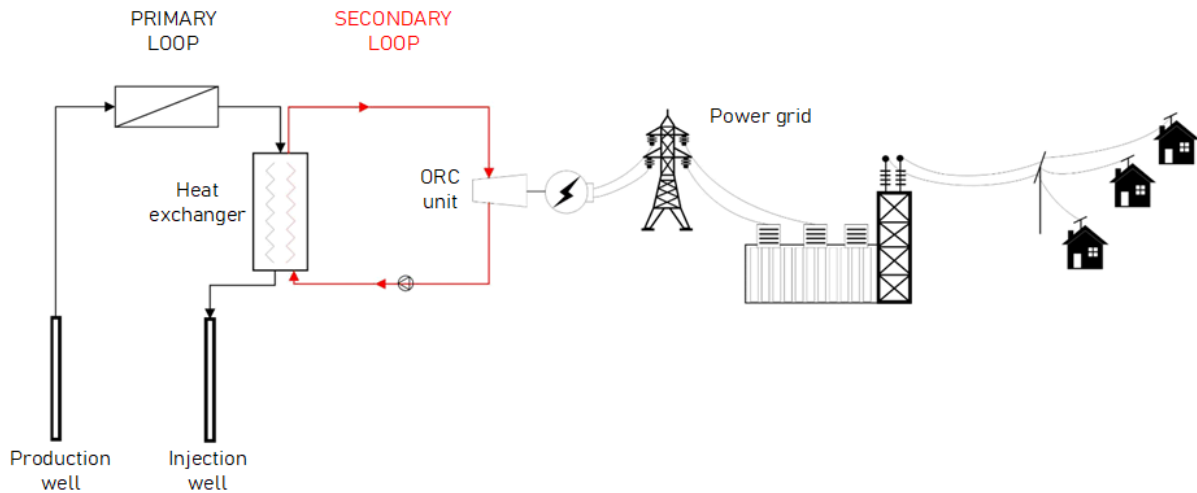 PRIMARY
LOOP
SECONDARY
LOOP
Power grid
Heat
exchanger
ORC
unit
Production
well
Injection
well